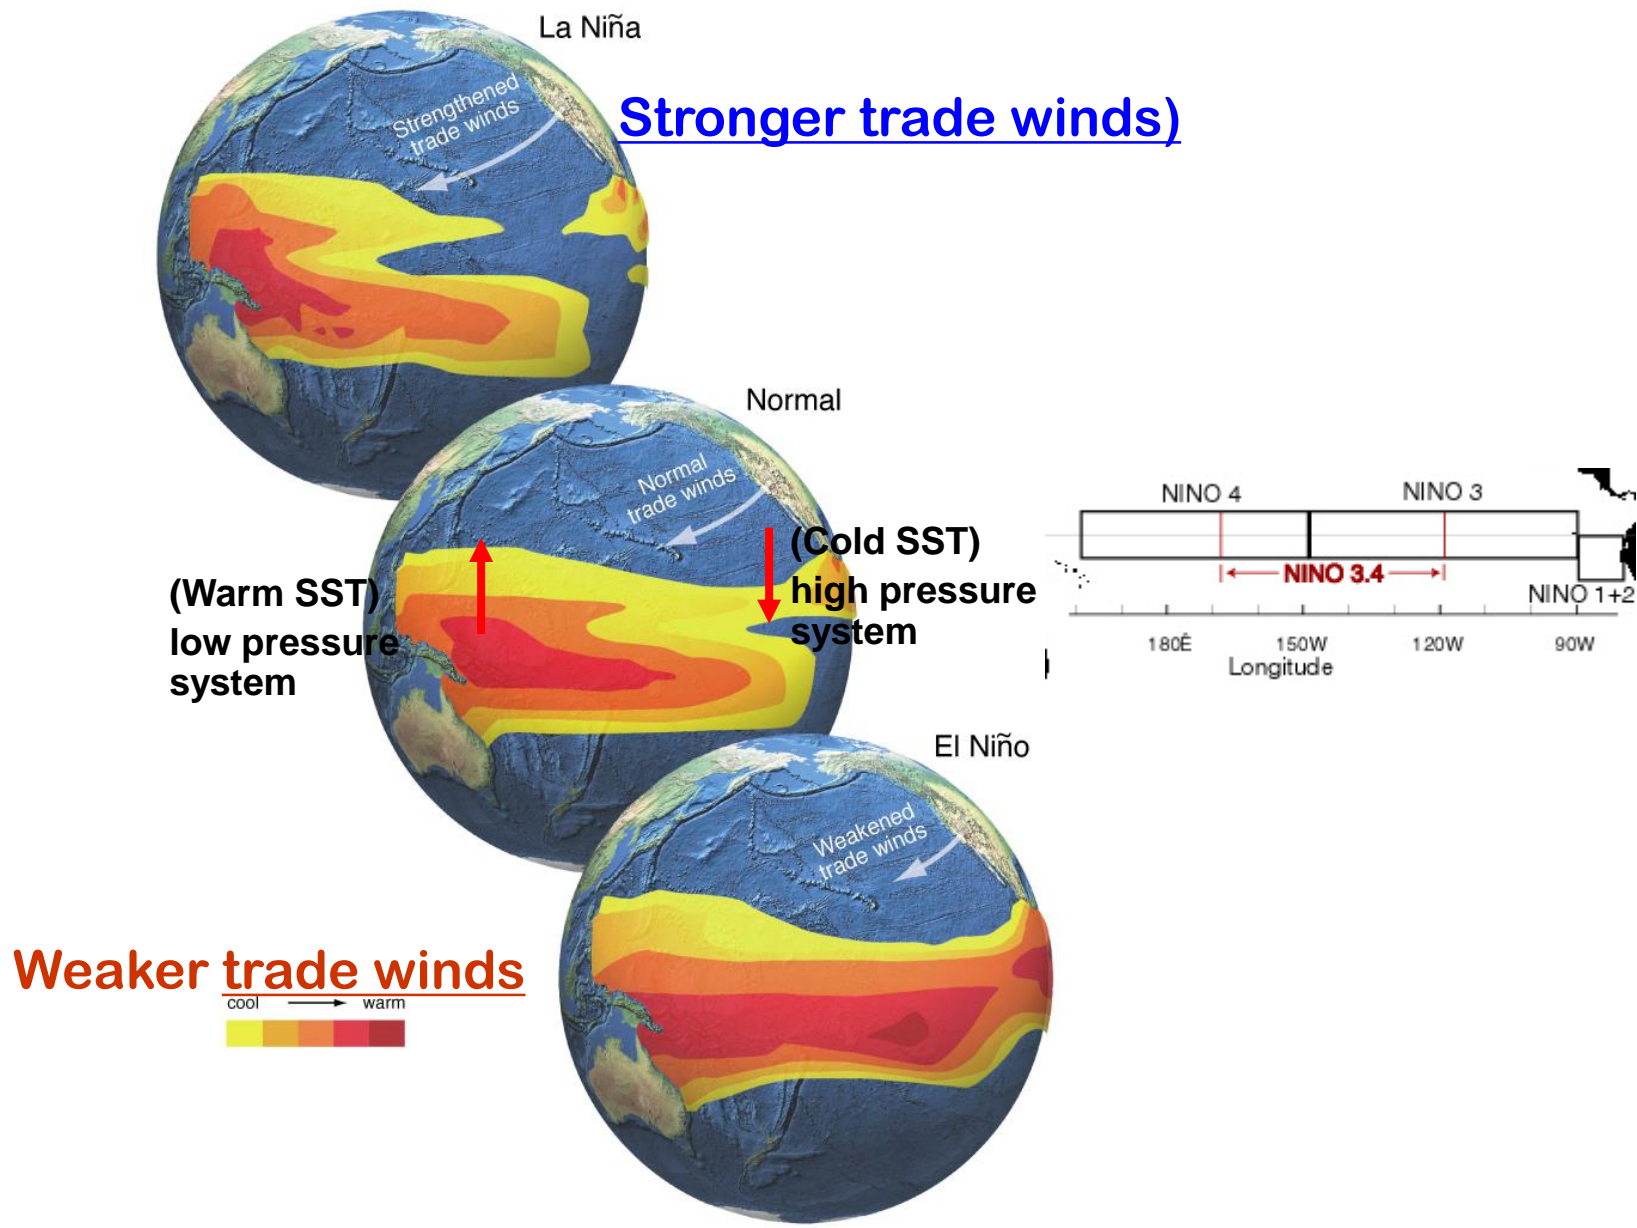 La Niña
Stronger trade winds)
Strengthened
trade winds
Normal
Normal
trade winds
(Warm SST)
low pressure
system
(Cold SST)
high pressure
system
NINO 4
NINO 3
NINO 3.4
NINO 1+2
180Ê
150W
120W
90W
Longitude
El Niño
Weakened
trade winds
Weaker trade winds
cool
warm